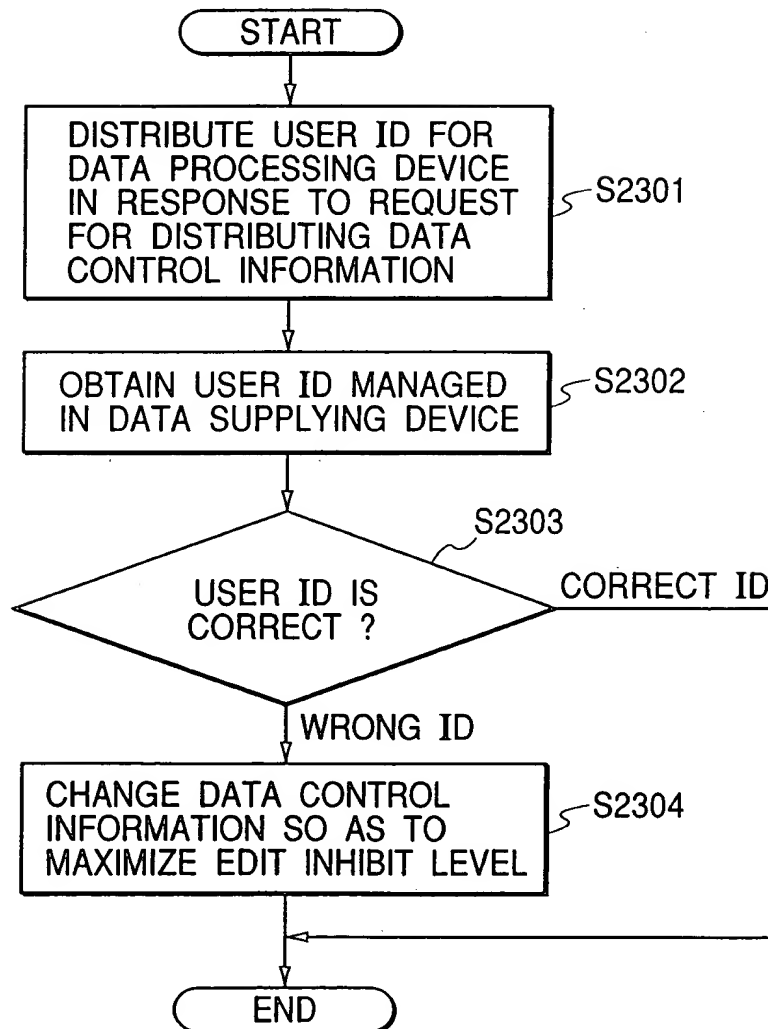 START
DISTRIBUTE USER ID FOR
DATA PROCESSING DEVICE
IN RESPONSE TO REQUEST
FOR DISTRIBUTING DATA
CONTROL INFORMATION
S2301
OBTAIN USER ID MANAGED
IN DATA SUPPLYING DEVICE
S2302
S2303
USER ID IS
CORRECT ?
CORRECT ID
WRONG ID
CHANGE DATA CONTROL
INFORMATION SO AS TO
MAXIMIZE EDIT INHIBIT LEVEL
S2304
END